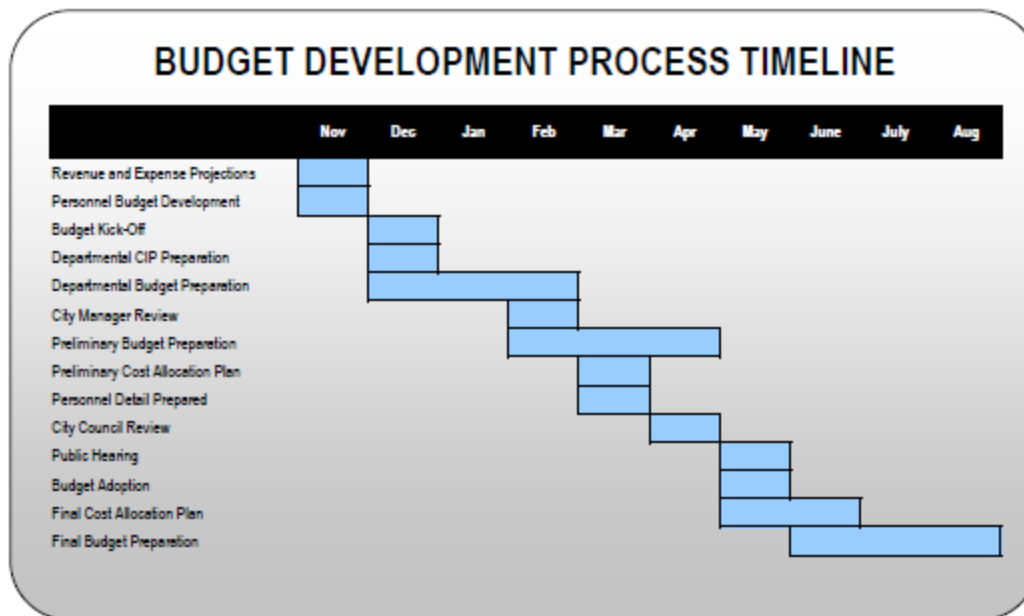 BUDGET DEVELOPMENT PROCESS TIMELINE
Nov Dec Jan Feb Mar Apr May June July Aug
Revenue and Expense Projections
Personnel Budget Development
Budget Kick-Off
Departmental CIP Preparation
Departmental Budget Preparation
City Manager Review
Preliminary Budget Preparation
Preliminary Cost Allocation Plan
Personnel Detail Prepared
City Council Review
Public Hearing
Budget Adoption
Final Cost Allocation Plan
Final Budget Preparation